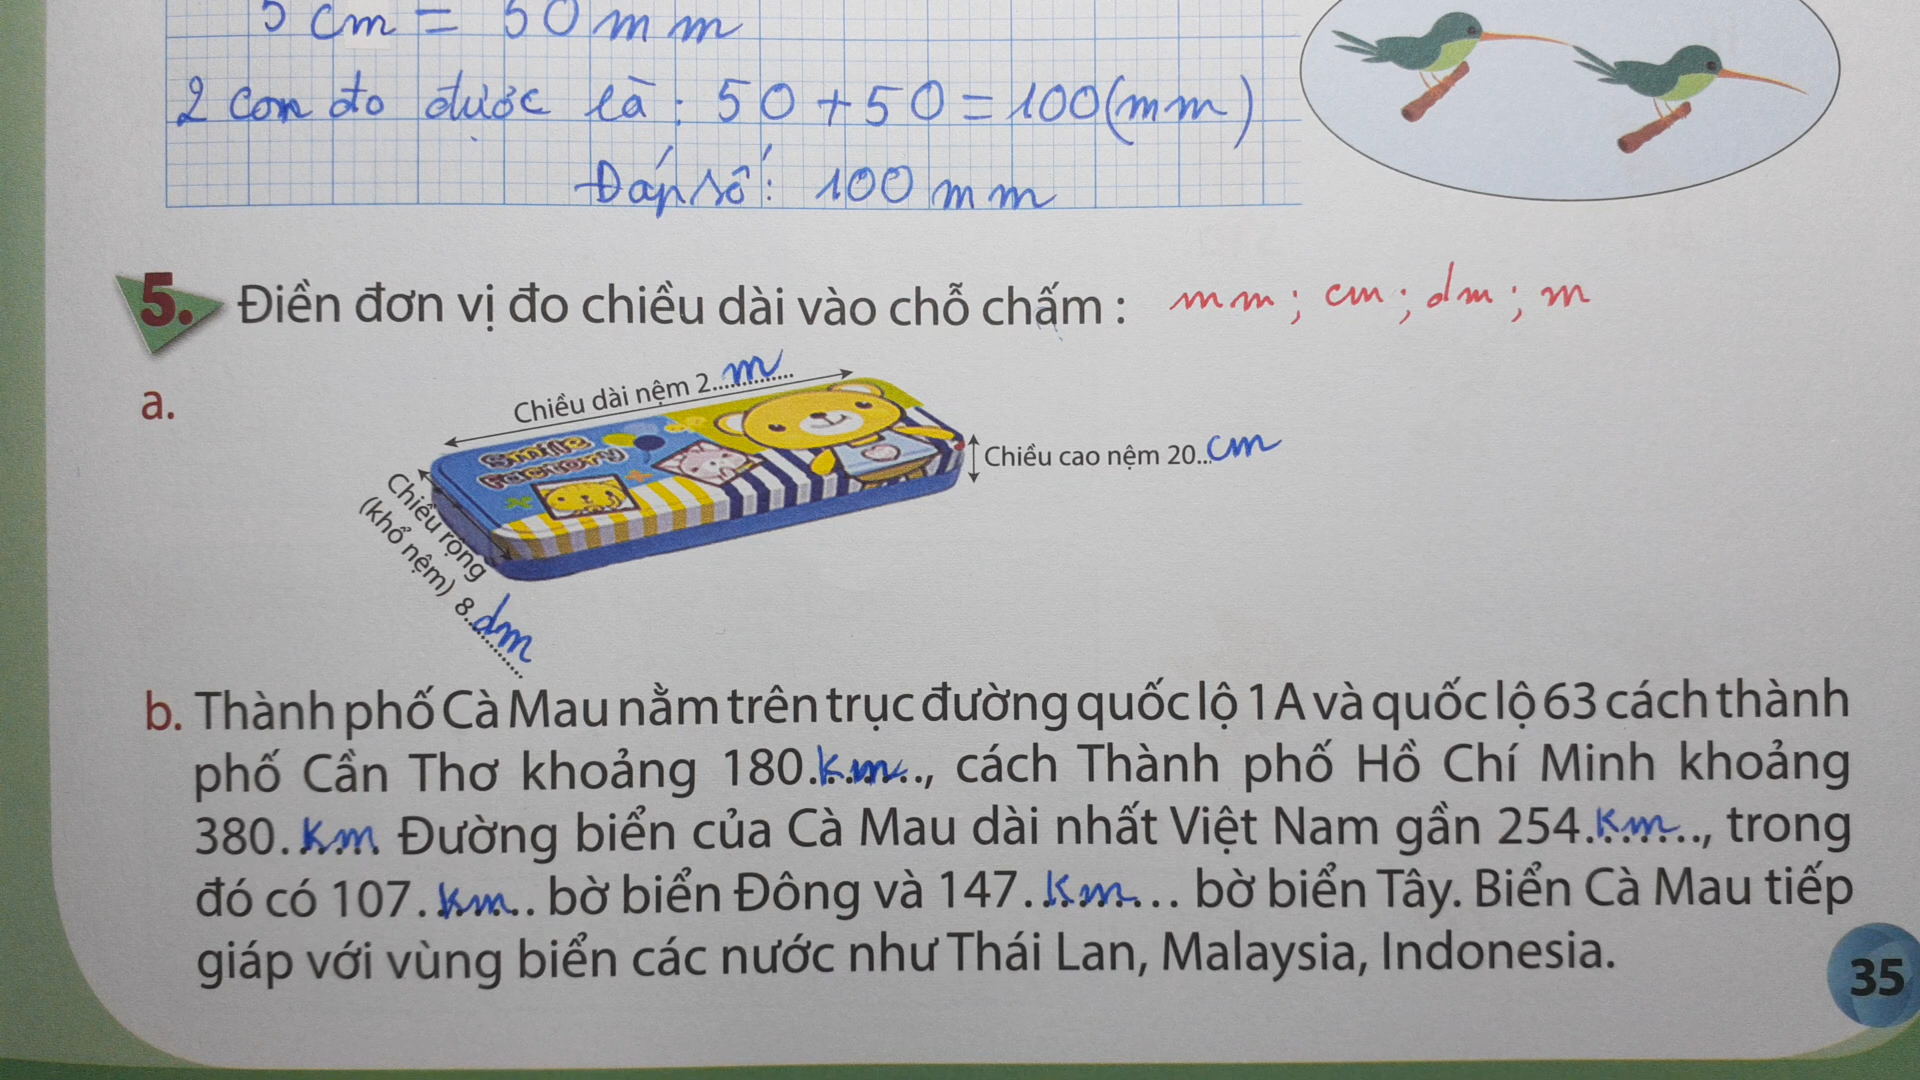 5 cm = 50 mm
2 con đo được là : 50 + 50 = 100 (mm)
Đáp số : 100 mm
5. Điền đơn vị đo chiều dài vào chỗ chấm : mm ; cm ; dm ; m
a.
Chiều dài nệm 2..... m
Smile Factory
Chiều cao nệm 20... cm
Chiều rộng
(khổ nệm) 8..... dm
b. Thành phố Cà Mau nằm trên trục đường quốc lộ 1A và quốc lộ 63 cách thành
phố Cần Thơ khoảng 180.km...., cách Thành phố Hồ Chí Minh khoảng
380..Km. Đường biển của Cà Mau dài nhất Việt Nam gần 254.Km...., trong
đó có 107..km... bờ biển Đông và 147..Km.... bờ biển Tây. Biển Cà Mau tiếp
giáp với vùng biển các nước như Thái Lan, Malaysia, Indonesia.
35